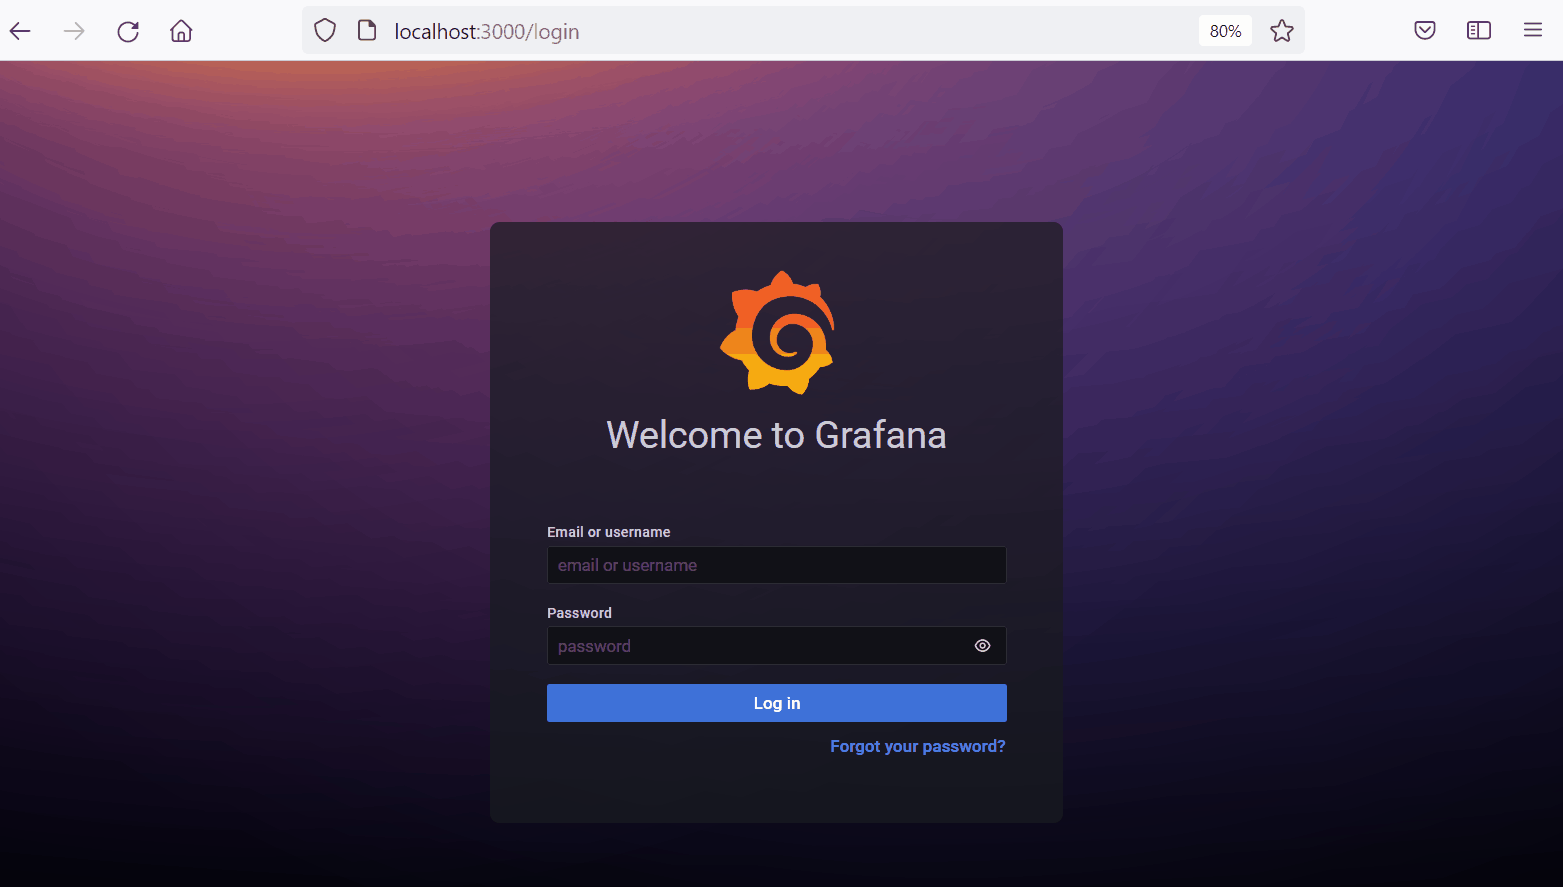 localhost:3000/login
80%
Welcome to Grafana
Email or username
email or username
Password
password
Log in
Forgot your password?